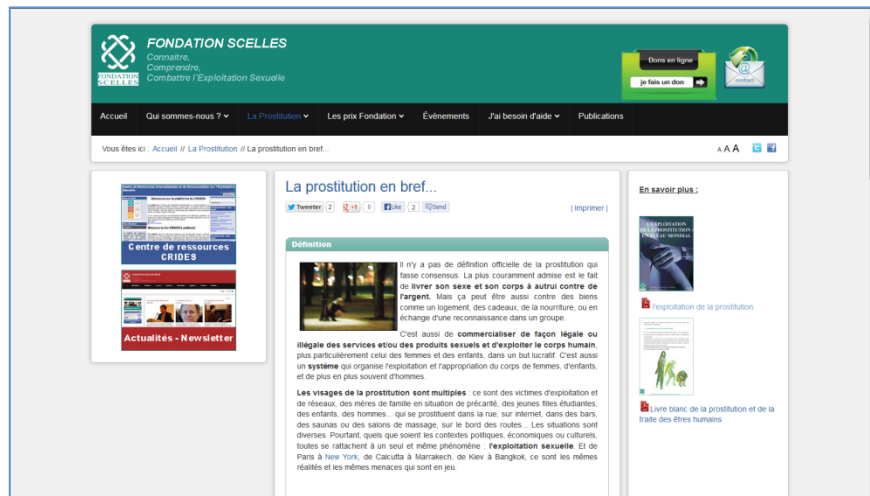 FONDATION SCELLES
Connaître,
Comprendre,
Combattre l'Exploitation Sexuelle
FONDATION
SCELLES
Dons en ligne
je fais un don
contact
Accueil
Qui sommes-nous ?
La Prostitution
Les prix Fondation
Évènements
J'ai besoin d'aide
Publications
Vous êtes ici : Accueil // La Prostitution // La prostitution en bref...
A A A
Centre de ressources
CRIDES
Actualités - Newsletter
La prostitution en bref...
Tweeter 2 +1 0 Like 2 Send
| Imprimer |
Définition
Il n'y a pas de définition officielle de la prostitution qui
fasse consensus. La plus couramment admise est le fait
de livrer son sexe et son corps à autrui contre de
l'argent. Mais ça peut être aussi contre des biens
comme un logement, des cadeaux, de la nourriture, ou en
échange d'une reconnaissance dans un groupe.
C'est aussi de commercialiser de façon légale ou
illégale des services et/ou des produits sexuels et d'exploiter le corps humain,
plus particulièrement celui des femmes et des enfants, dans un but lucratif. C'est aussi
un système qui organise l'exploitation et l'appropriation du corps de femmes, d'enfants,
et de plus en plus souvent d'hommes.
Les visages de la prostitution sont multiples : ce sont des victimes d'exploitation et
de réseaux, des mères de famille en situation de précarité, des jeunes filles étudiantes,
des enfants, des hommes... qui se prostituent dans la rue, sur internet, dans des bars,
des saunas ou des salons de massage, sur le bord des routes... Les situations sont
diverses. Pourtant, quels que soient les contextes politiques, économiques ou culturels,
toutes se rattachent à un seul et même phénomène : l'exploitation sexuelle. Et de
Paris à New York, de Calcutta à Marrakech, de Kiev à Bangkok, ce sont les mêmes
réalités et les mêmes menaces qui sont en jeu.
En savoir plus :
L'EXPLOITATION
DE LA PROSTITUTION :
UN FLÉAU MONDIAL
l'exploitation de la prostitution
Livre blanc de la prostitution et de la
traite des êtres humains